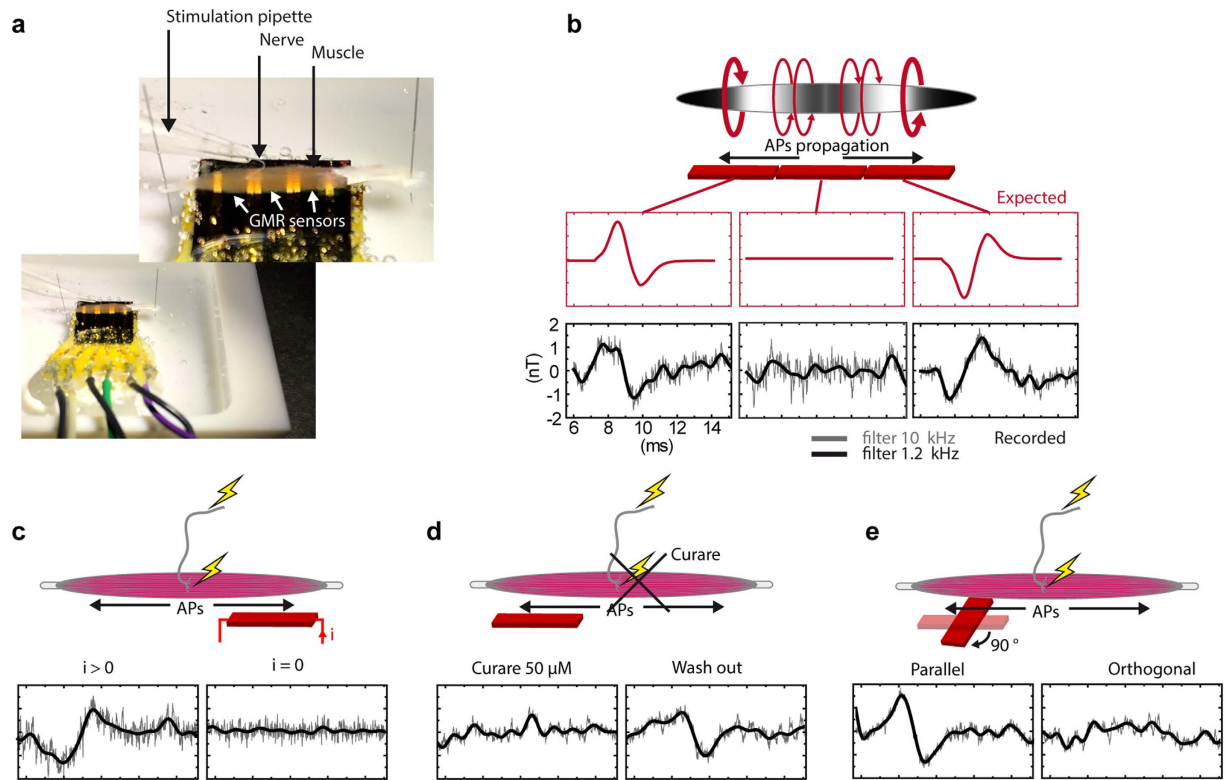 a
Stimulation pipette
Nerve
Muscle
GMR sensors
b
APs propagation
Expected
2
1
0
-1
-2
(nT)
6 8 10 12 14
(ms)
filter 10 kHz
filter 1.2 kHz
Recorded
c
APs
i
i > 0
i = 0
d
Curare
APs
Curare 50 µM
Wash out
e
APs
90 °
Parallel
Orthogonal